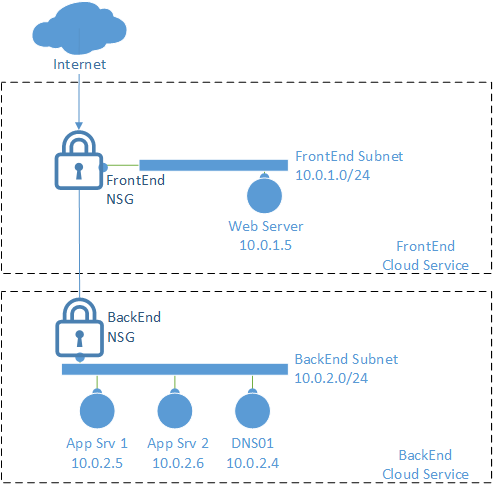 Internet
FrontEnd
NSG
FrontEnd Subnet
10.0.1.0/24
Web Server
10.0.1.5
FrontEnd
Cloud Service
BackEnd
NSG
BackEnd Subnet
10.0.2.0/24
App Srv 1
10.0.2.5
App Srv 2
10.0.2.6
DNS01
10.0.2.4
BackEnd
Cloud Service